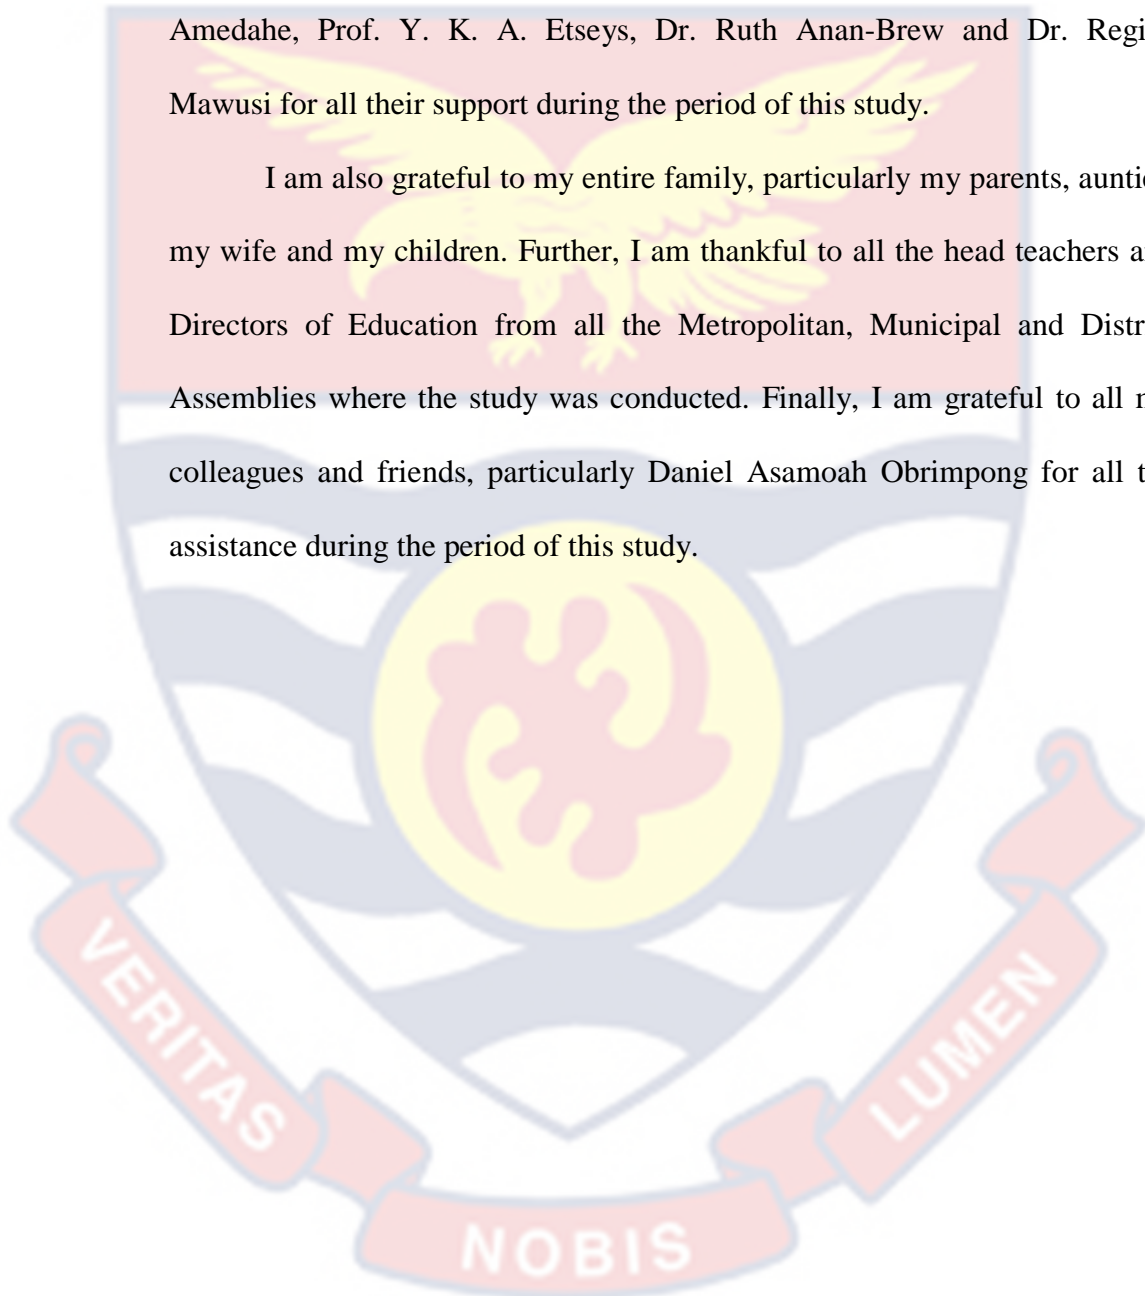 Amedahe, Prof. Y. K. A. Etseys, Dr. Ruth Anan-Brew and Dr. Regi
Mawusi for all their support during the period of this study.
I am also grateful to my entire family, particularly my parents, aunti
my wife and my children. Further, I am thankful to all the head teachers a
Directors of Education from all the Metropolitan, Municipal and Distr
Assemblies where the study was conducted. Finally, I am grateful to all
colleagues and friends, particularly Daniel Asamoah Obrimpong for all t
assistance during the period of this study.
VERITAS
NOBIS
LUMEN